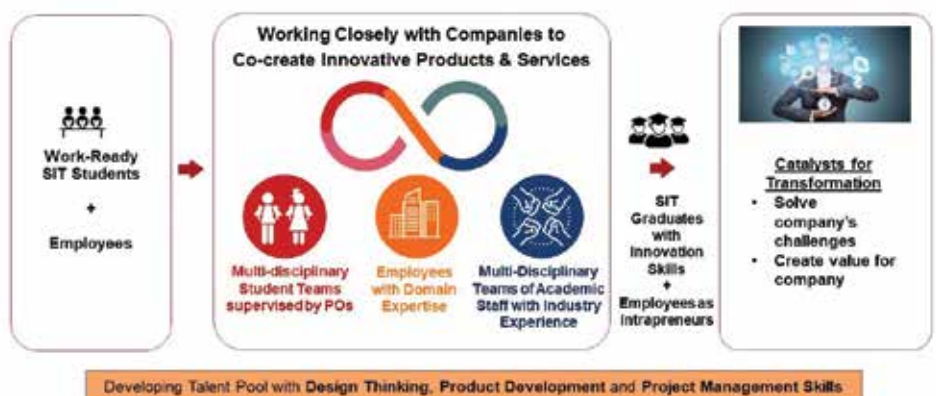 Work-Ready
SIT Students
+
Employees
Working Closely with Companies to
Co-create Innovative Products & Services
Multi-disciplinary
Student Teams
supervised by POs
Employees
with Domain
Expertise
Multi-Disciplinary
Teams of Academic
Staff with Industry
Experience
SIT
Graduates
with
Innovation
Skills
+
Employees as
Intrapreneurs
Catalysts for
Transformation
• Solve
company's
challenges
• Create value for
company
Developing Talent Pool with Design Thinking, Product Development and Project Management Skills